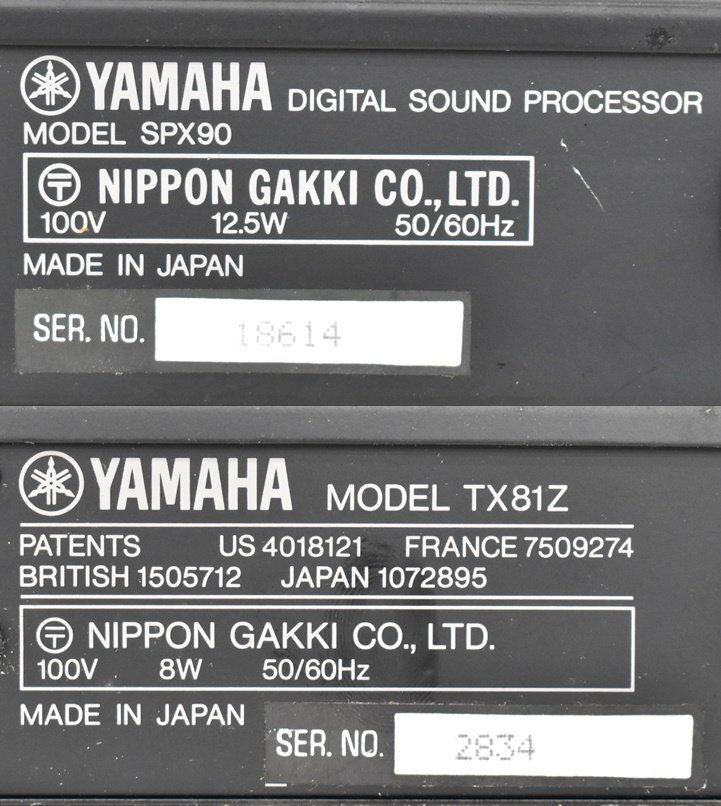 YAMAHA DIGITAL SOUND PROCESSOR
MODEL SPX90
NIPPON GAKKI CO., LTD.
100V 12.5W 50/60Hz
MADE IN JAPAN
SER. NO. 18614
YAMAHA MODEL TX81Z
PATENTS US 4018121 FRANCE 7509274
BRITISH 1505712 JAPAN 1072895
NIPPON GAKKI CO., LTD.
100V 8W 50/60Hz
MADE IN JAPAN
SER. NO. 2834